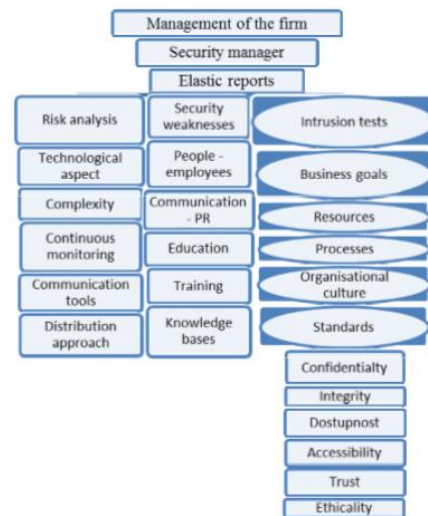 Management of the firm
Security manager
Elastic reports
Risk analysis
Technological
aspect
Complexity
Continuous
monitoring
Communication
tools
Distribution
approach
Security
weaknesses
People -
employees
Communication
- PR
Education
Training
Knowledge
bases
Intrusion tests
Business goals
Resources
Processes
Organisational
culture
Standards
Confidentialty
Integrity
Dostupnost
Accessibility
Trust
Ethicality